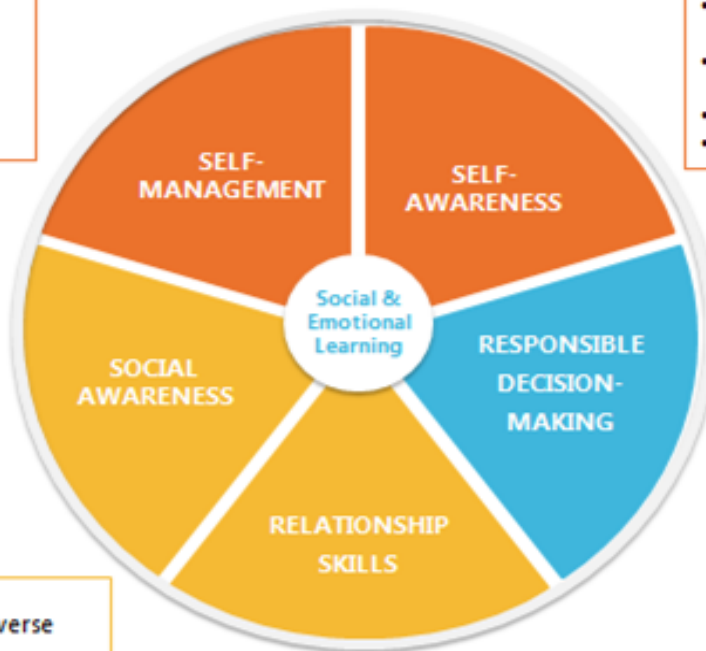 SELF-
MANAGEMENT
SELF-
AWARENESS
Social &
Emotional
Learning
RESPONSIBLE
DECISION-
MAKING
SOCIAL
AWARENESS
RELATIONSHIP
SKILLS
verse